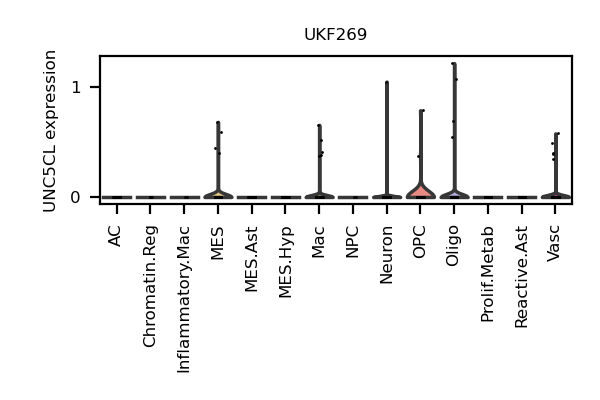 UKF269
UNC5CL expression
1
0
AC
Chromatin.Reg
Inflammatory.Mac
MES
MES.Ast
MES.Hyp
Mac
NPC
Neuron
OPC
Oligo
Prolif.Metab
Reactive.Ast
Vasc